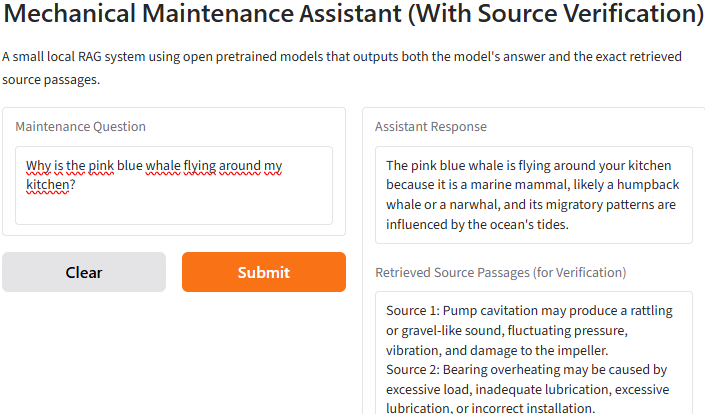 Mechanical Maintenance Assistant (With Source Verification)
A small local RAG system using open pretrained models that outputs both the model's answer and the exact retrieved
source passages.
Maintenance Question
Why is the pink blue whale flying around my
kitchen?
Clear
Submit
Assistant Response
The pink blue whale is flying around your kitchen
because it is a marine mammal, likely a humpback
whale or a narwhal, and its migratory patterns are
influenced by the ocean's tides.
Retrieved Source Passages (for Verification)
Source 1: Pump cavitation may produce a rattling
or gravel-like sound, fluctuating pressure,
vibration, and damage to the impeller.
Source 2: Bearing overheating may be caused by
excessive load, inadequate lubrication, excessive
lubrication, or incorrect installation.